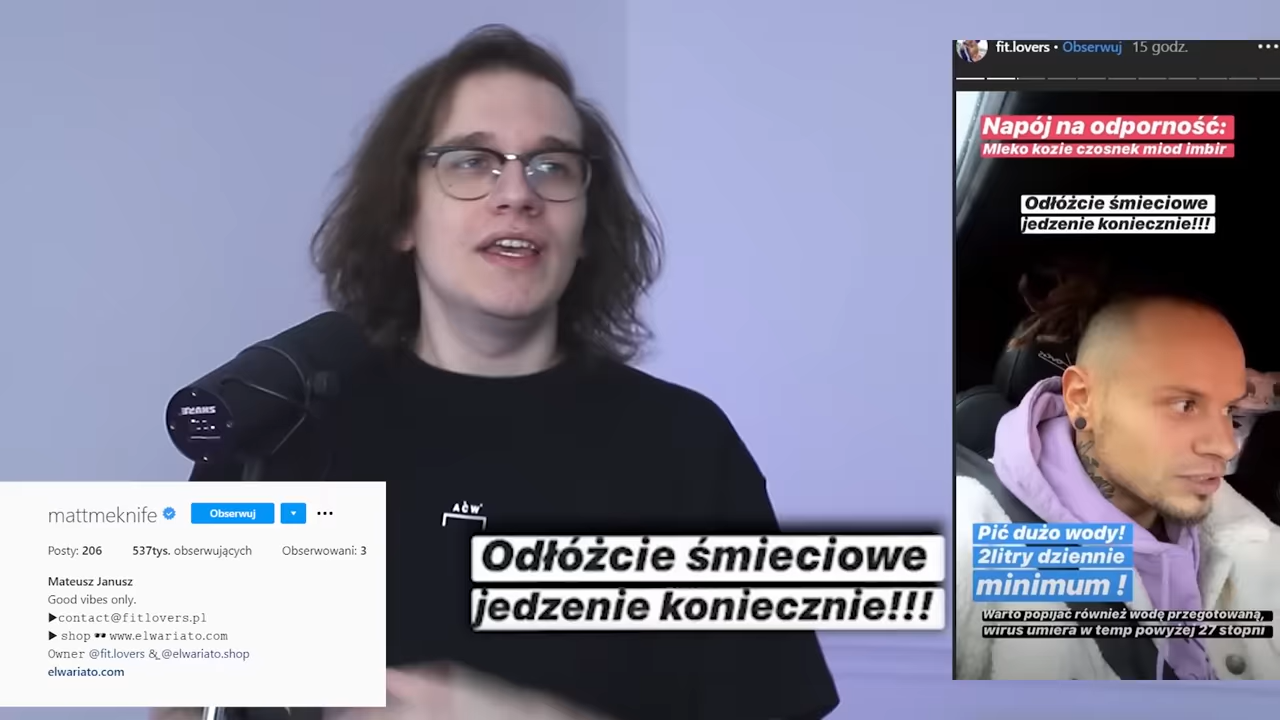 fit.lovers • Obserwuj 15 godz.
Napój na odporność:
Mleko kozie czosnek miod imbir
Odłóżcie śmieciowe
jedzenie koniecznie!!!
Pić dużo wody!
2litry dziennie
minimum !
Warto popijać również wodę przegotowaną,
wirus umiera w temp powyżej 27 stopni
ACW*
Odłóżcie śmieciowe
jedzenie koniecznie!!!
mattmeknife Obserwuj
Posty: 206 537tys. obserwujących Obserwowani: 3
Mateusz Janusz
Good vibes only.
▶contact@fitlovers.pl
▶ shop 🕶 www.elwariato.com
Owner @fit.lovers & @elwariato.shop
elwariato.com